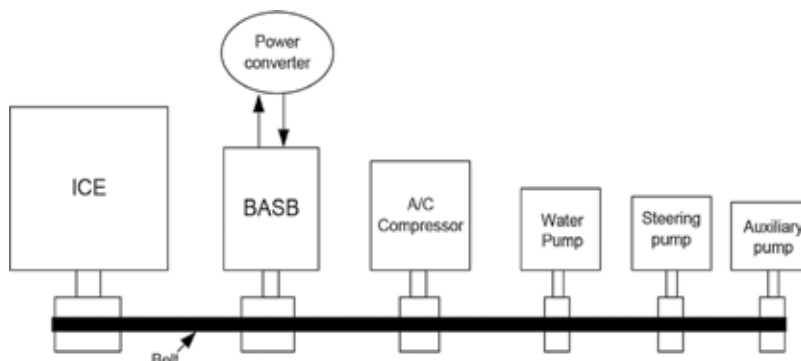 Power
converter
ICE
BASB
A/C
Compressor
Water
Pump
Steering
pump
Auxiliary
pump
Belt